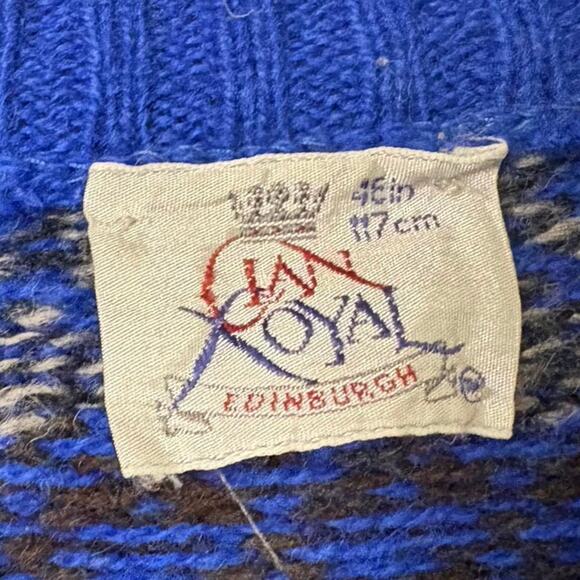 46in
117cm
CLAN
ROYAL
EDINBURGH
®